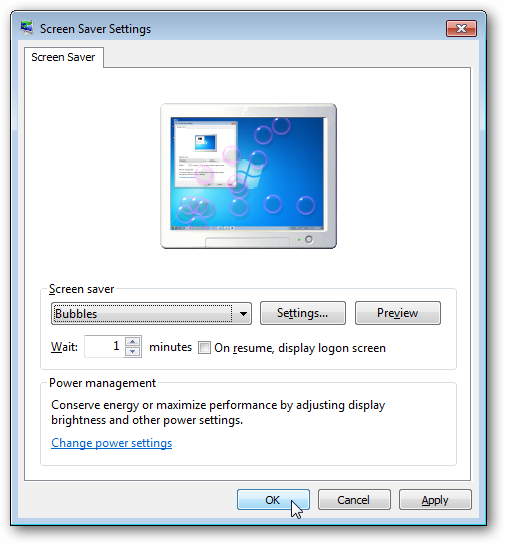 Screen Saver Settings
Screen Saver
Screen saver
Bubbles
Settings...
Preview
Wait: 1 minutes
On resume, display logon screen
Power management
Conserve energy or maximize performance by adjusting display
brightness and other power settings.
Change power settings
OK
Cancel
Apply